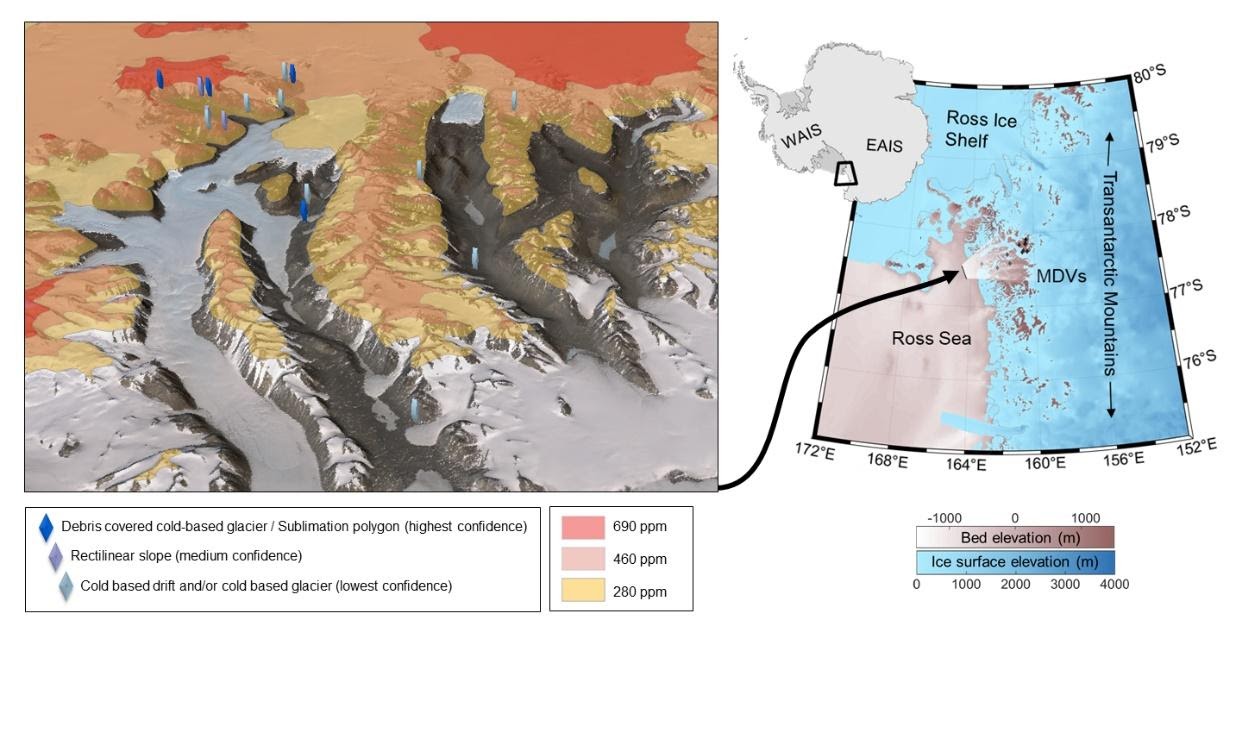 WAIS
EAIS
Ross Ice
Shelf
80°S
79°S
78°S
77°S
76°S
Transantarctic Mountains
MDVs
Ross Sea
172°E
168°E
164°E
160°E
156°E
152°E
Debris covered cold-based glacier / Sublimation polygon (highest confidence)
Rectilinear slope (medium confidence)
Cold based drift and/or cold based glacier (lowest confidence)
690 ppm
460 ppm
280 ppm
-1000 0 1000
Bed elevation (m)
Ice surface elevation (m)
0 1000 2000 3000 4000